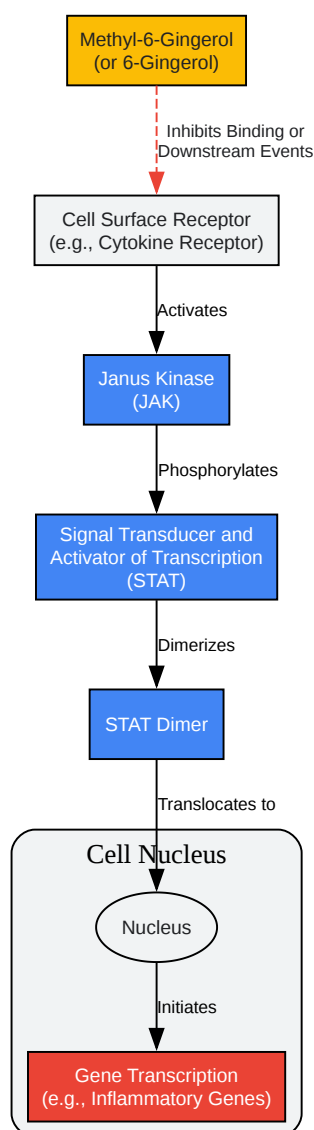 Methyl-6-Gingerol
(or 6-Gingerol)
Inhibits Binding or
Downstream Events
Cell Surface Receptor
(e.g., Cytokine Receptor)
Activates
Janus Kinase
(JAK)
Phosphorylates
Signal Transducer and
Activator of Transcription
(STAT)
Dimerizes
STAT Dimer
Translocates to
Cell Nucleus
Nucleus
Initiates
Gene Transcription
(e.g., Inflammatory Genes)